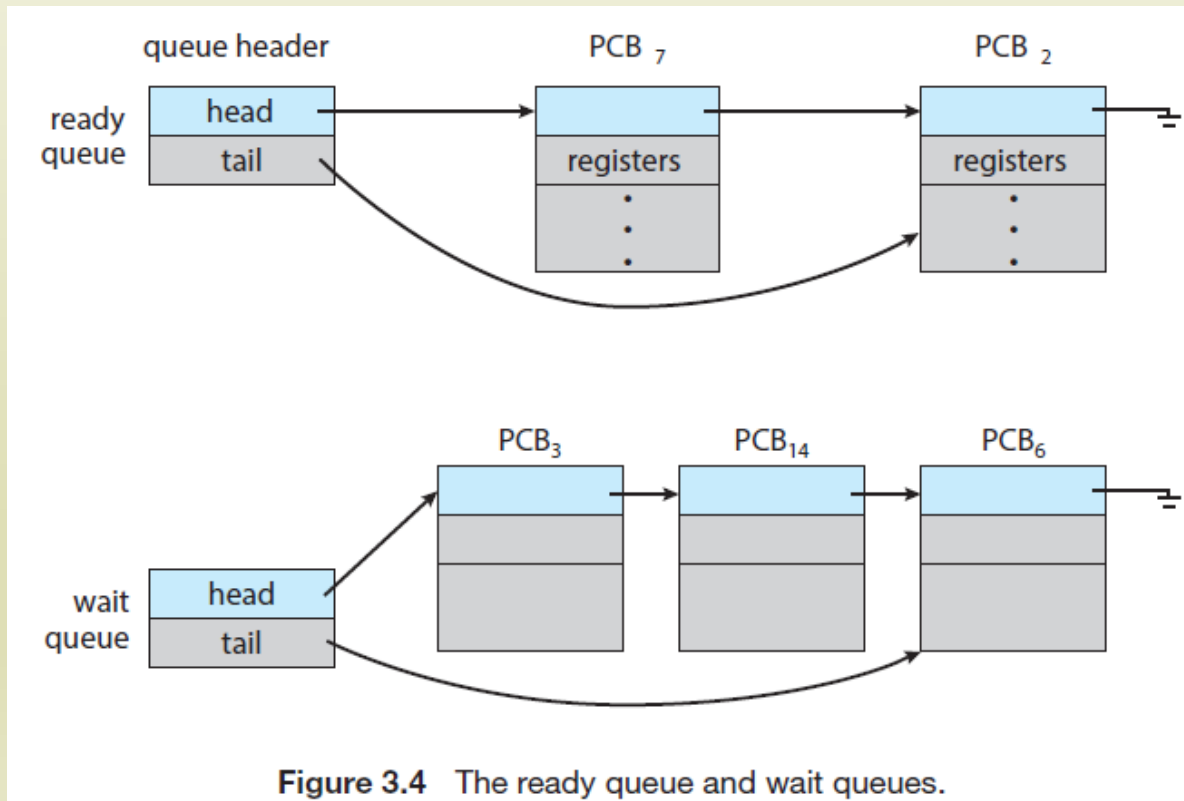 queue header PCB 7 PCB 2
ready queue
head
tail
registers
registers
PCB3 PCB14 PCB6
wait queue
head
tail
Figure 3.4 The ready queue and wait queues.